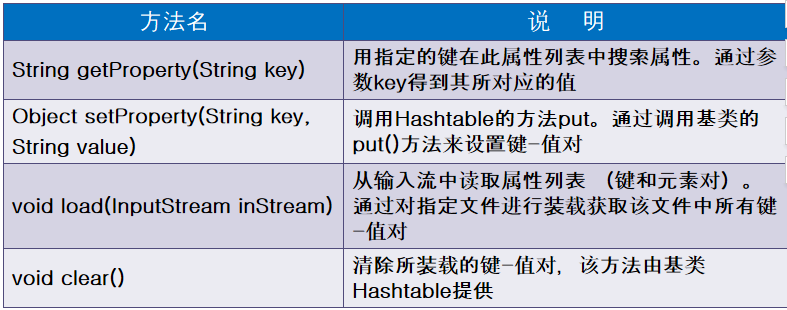 方法名
说 明
String getProperty(String key)
用指定的键在此属性列表中搜索属性。通过参
数key得到其所对应的值
Object setProperty(String key,
String value)
调用Hashtable的方法put。通过调用基类的
put()方法来设置键-值对
void load(InputStream inStream)
从输入流中读取属性列表 （键和元素对）。
通过对指定文件进行装载获取该文件中所有键
-值对
void clear()
清除所装载的键-值对，该方法由基类
Hashtable提供